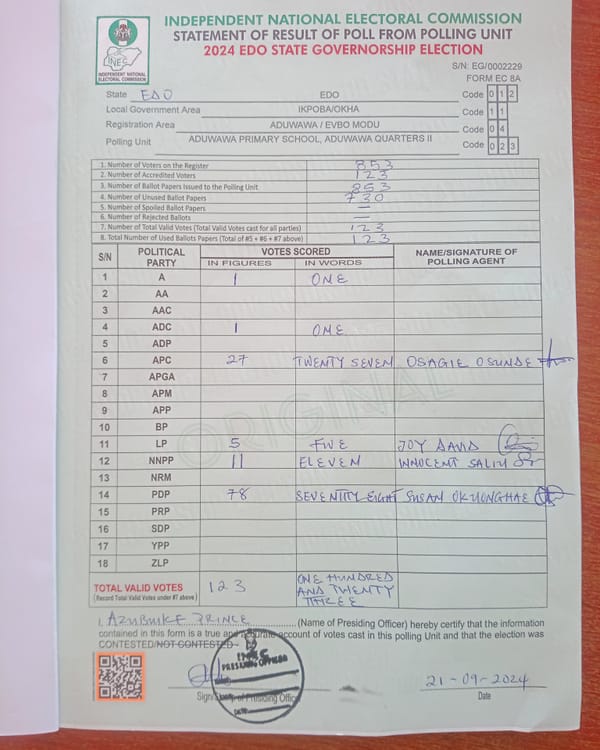 INDEPENDENT NATIONAL ELECTORAL COMMISSION
STATEMENT OF RESULT OF POLL FROM POLLING UNIT
2024 EDO STATE GOVERNORSHIP ELECTION
INEC
INDEPENDENT NATIONAL ELECTORAL COMMISSION
S/N: EG/0002229
FORM EC 8A
State EDO EDO Code 0 1 2
Local Government Area IKPOBA/OKHA Code 1 1
Registration Area ADUWAWA / EVBO MODU Code 0 4
Polling Unit ADUWAWA PRIMARY SCHOOL, ADUWAWA QUARTERS II Code 0 2 3
1. Number of Voters on the Register 853
2. Number of Accredited Voters 123
3. Number of Ballot Papers Issued to the Polling Unit 853
4. Number of Unused Ballot Papers 730
5. Number of Spoiled Ballot Papers —
6. Number of Rejected Ballots —
7. Number of Total Valid Votes (Total Valid Votes cast for all parties) 123
8. Total Number of Used Ballots Papers (Total of #5 + #6 + #7 above) 123
S/N POLITICAL PARTY VOTES SCORED NAME/SIGNATURE OF POLLING AGENT
IN FIGURES IN WORDS
1 A 1 ONE
2 AA
3 AAC
4 ADC 1 ONE
5 ADP
6 APC 27 TWENTY SEVEN OSAGIE OSUNDE
7 APGA
8 APM
9 APP
10 BP
11 LP 5 FIVE JOY DAVID
12 NNPP 11 ELEVEN INNOCENT SALIU
13 NRM
14 PDP 78 SEVENTITY EIGHT SUSAN OKUONGHAE
15 PRP
16 SDP
17 YPP
18 ZLP
ORIGINAL
TOTAL VALID VOTES 123 ONE HUNDRED
(Record Total Valid Votes under #7 above) AND TWENTY
THREE
I, AZUBUIKE PRINCE (Name of Presiding Officer) hereby certify that the information
contained in this form is a true and accurate account of votes cast in this polling unit and that the election was
CONTESTED/NOT CONTESTED
INEC
PRESIDING OFFICER
DATE
Sign/Stamp of Presiding Officer
21-09-2024
Date